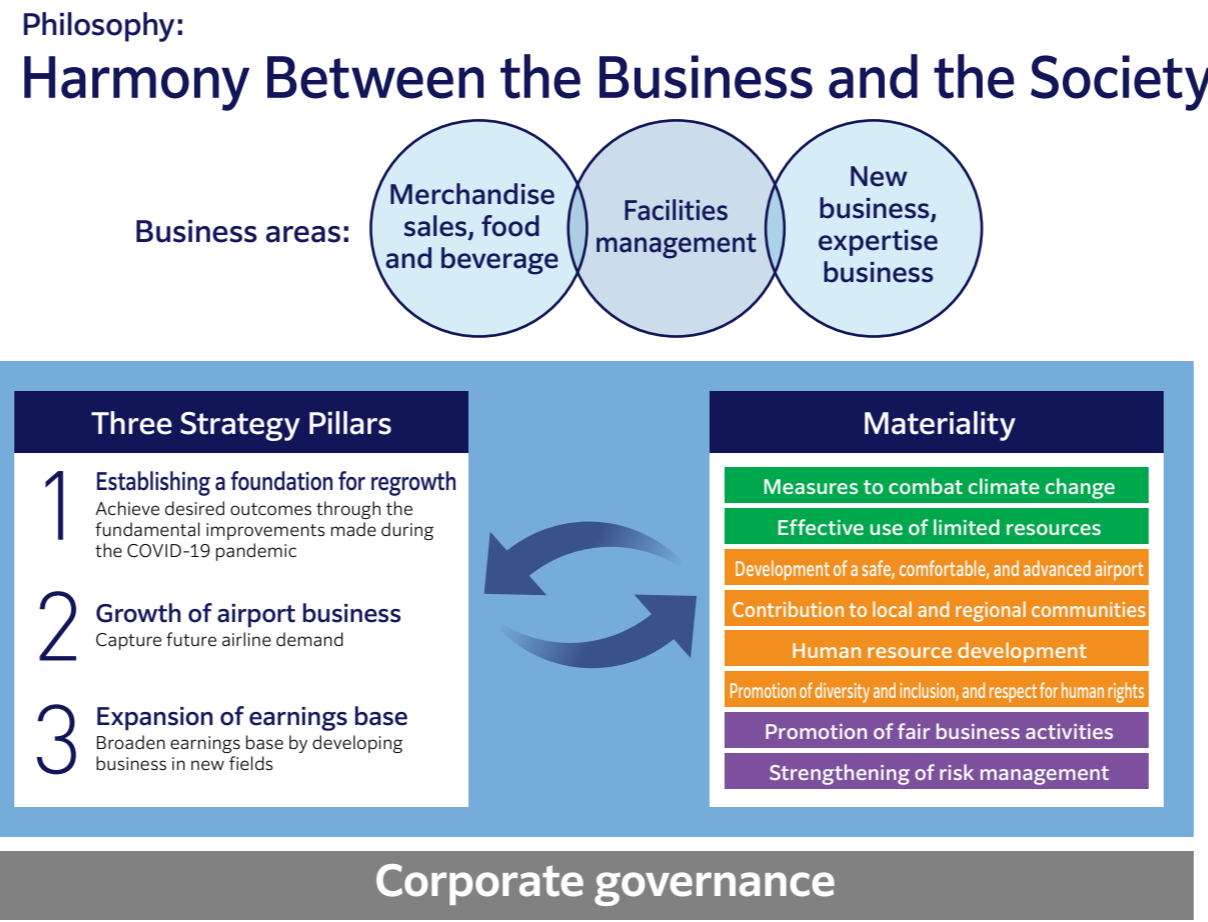 Philosophy:
Harmony Between the Business and the Society
Business areas:
Merchandise
sales, food
and beverage
Facilities
management
New
business,
expertise
business
Three Strategy Pillars
1
Establishing a foundation for regrowth
Achieve desired outcomes through the
fundamental improvements made during
the COVID-19 pandemic
2
Growth of airport business
Capture future airline demand
3
Expansion of earnings base
Broaden earnings base by developing
business in new fields
Materiality
Measures to combat climate change
Effective use of limited resources
Development of a safe, comfortable, and advanced airport
Contribution to local and regional communities
Human resource development
Promotion of diversity and inclusion, and respect for human rights
Promotion of fair business activities
Strengthening of risk management
Corporate governance